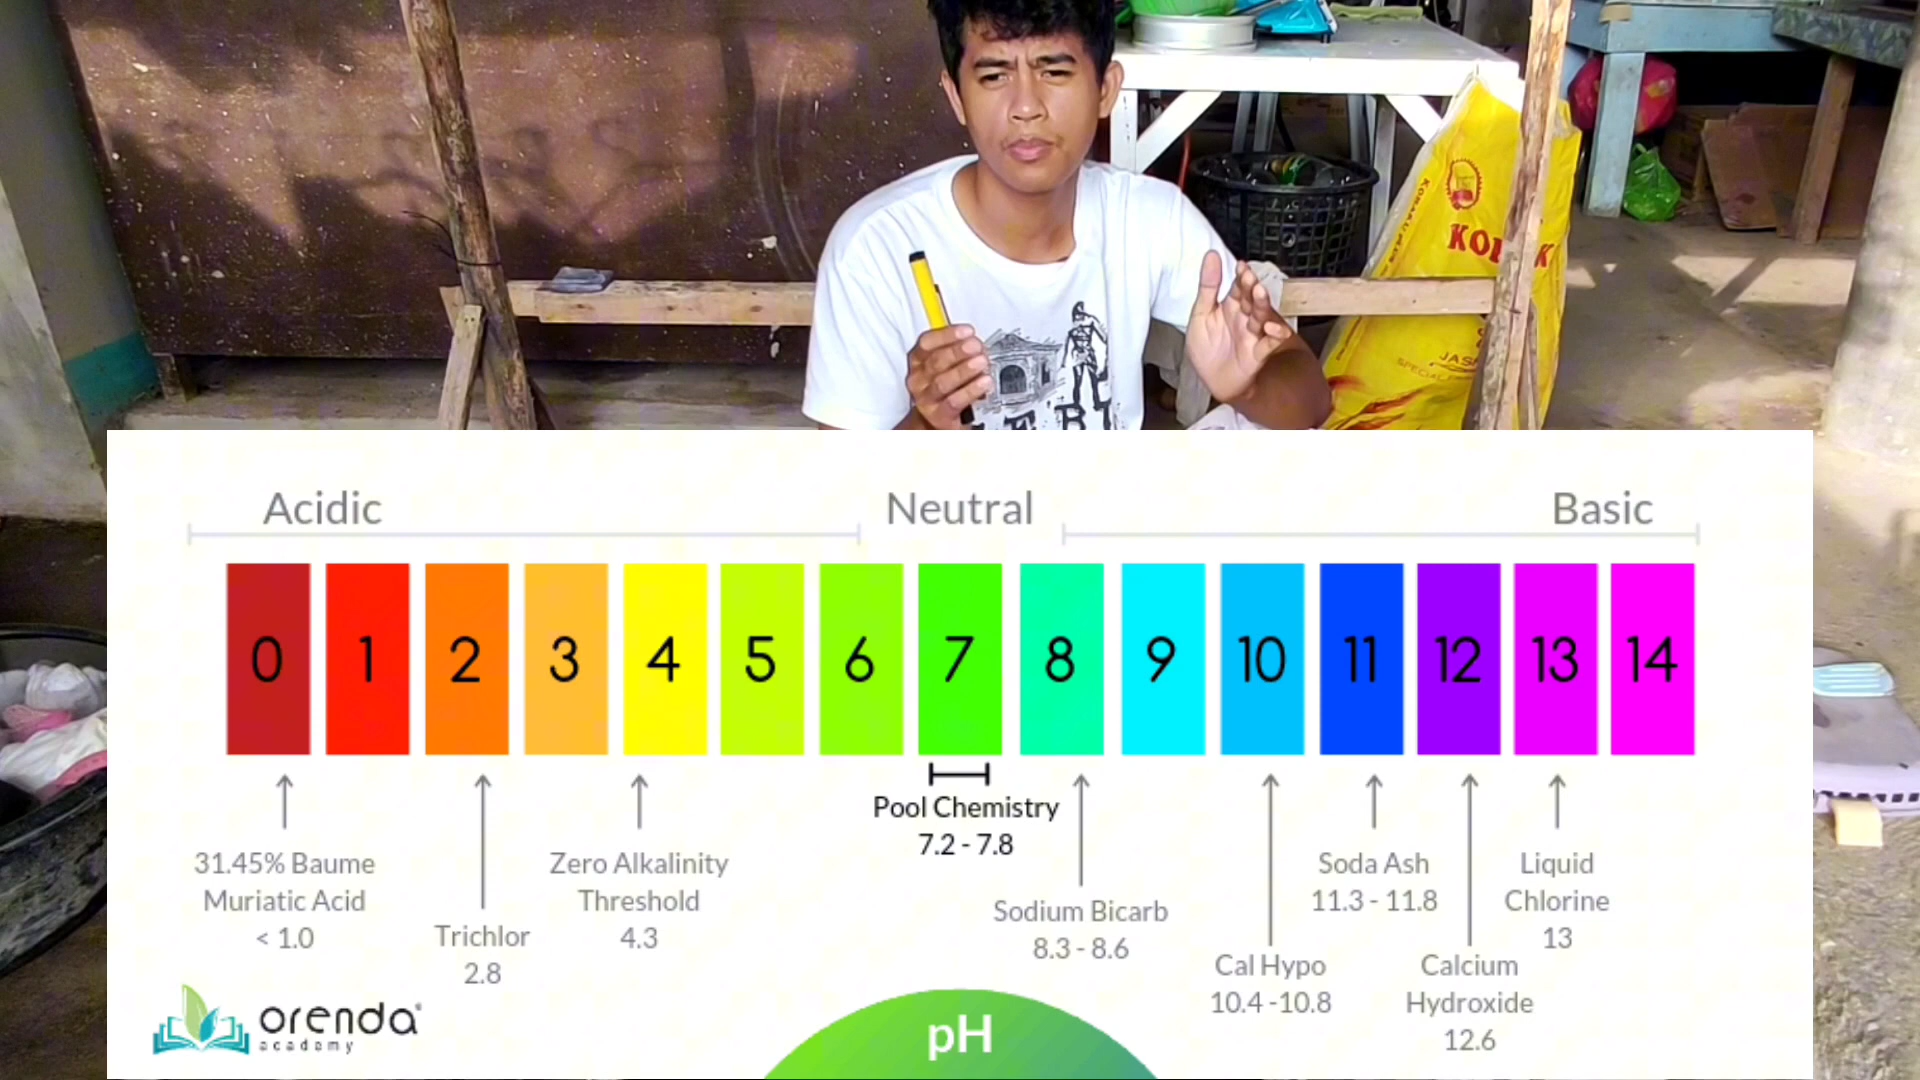 KOKAK
JAS
SPECIAL
Acidic
Neutral
Basic
0 1 2 3 4 5 6 7 8 9 10 11 12 13 14
Pool Chemistry
7.2 - 7.8
31.45% Baume
Muriatic Acid
< 1.0
Trichlor
2.8
Zero Alkalinity
Threshold
4.3
Sodium Bicarb
8.3 - 8.6
Cal Hypo
10.4 -10.8
Soda Ash
11.3 - 11.8
Calcium
Hydroxide
12.6
Liquid
Chlorine
13
orenda
academy
pH